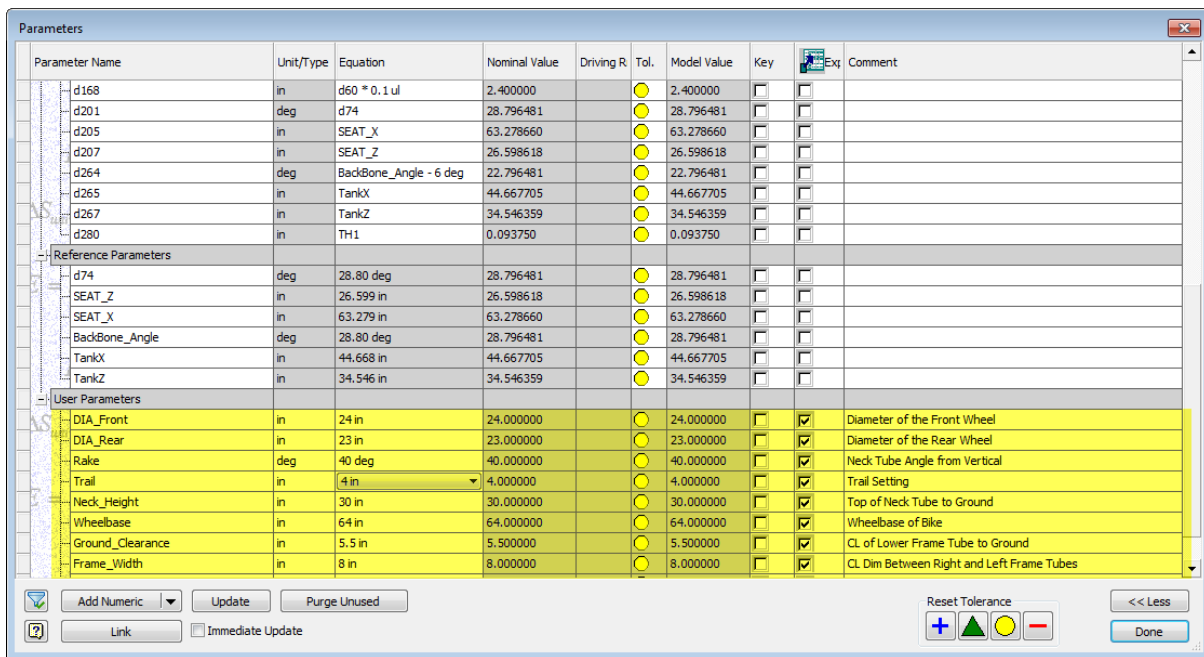 Parameters
Parameter Name Unit/Type Equation Nominal Value Driving R Tol. Model Value Key Exp Comment
d168 in d60 * 0.1 ul 2.400000 2.400000
d201 deg d74 28.796481 28.796481
d205 in SEAT_X 63.278660 63.278660
d207 in SEAT_Z 26.598618 26.598618
d264 deg BackBone_Angle - 6 deg 22.796481 22.796481
d265 in TankX 44.667705 44.667705
d267 in TankZ 34.546359 34.546359
d280 in TH1 0.093750 0.093750
Reference Parameters
d74 deg 28.80 deg 28.796481 28.796481
SEAT_Z in 26.599 in 26.598618 26.598618
SEAT_X in 63.279 in 63.278660 63.278660
BackBone_Angle deg 28.80 deg 28.796481 28.796481
TankX in 44.668 in 44.667705 44.667705
TankZ in 34.546 in 34.546359 34.546359
User Parameters
DIA_Front in 24 in 24.000000 24.000000 Diameter of the Front Wheel
DIA_Rear in 23 in 23.000000 23.000000 Diameter of the Rear Wheel
Rake deg 40 deg 40.000000 40.000000 Neck Tube Angle from Vertical
Trail in 4 in 4.000000 4.000000 Trail Setting
Neck_Height in 30 in 30.000000 30.000000 Top of Neck Tube to Ground
Wheelbase in 64 in 64.000000 64.000000 Wheelbase of Bike
Ground_Clearance in 5.5 in 5.500000 5.500000 CL of Lower Frame Tube to Ground
Frame_Width in 8 in 8.000000 8.000000 CL Dim Between Right and Left Frame Tubes
Add Numeric Update Purge Unused Reset Tolerance << Less
Link Immediate Update Done